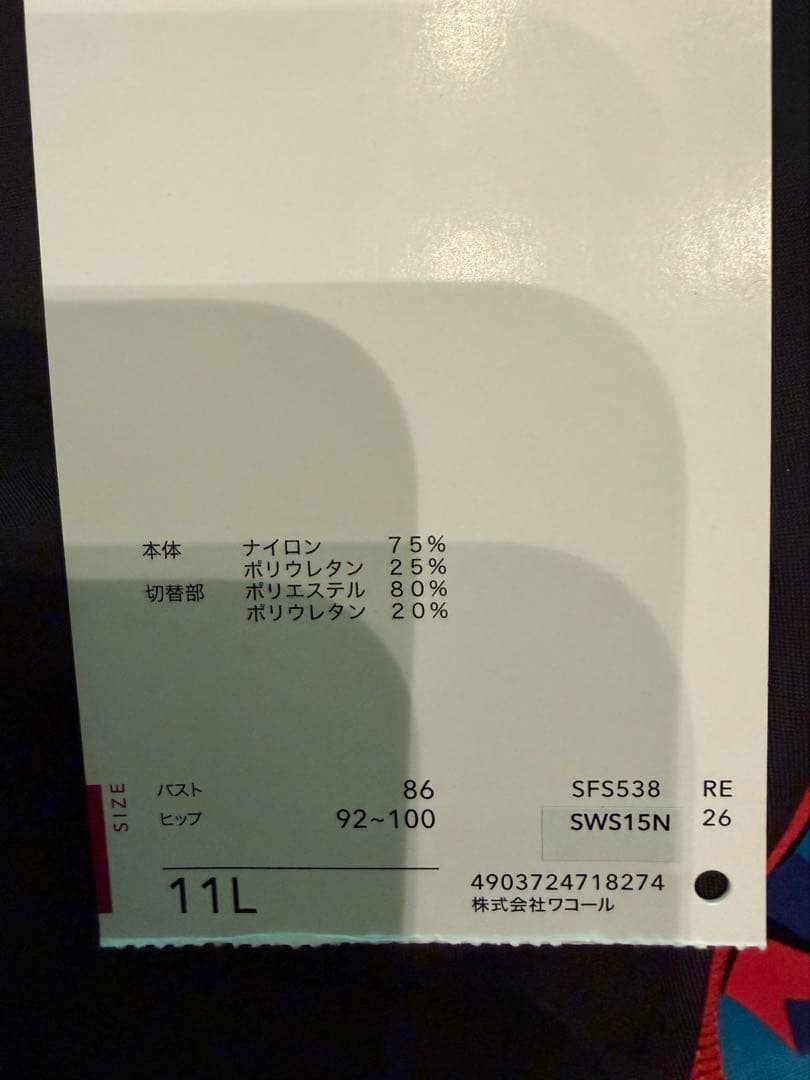 本体 ナイロン 75%
ポリウレタン 25%
切替部 ポリエステル 80%
ポリウレタン 20%
SIZE
バスト 86 SFS538 RE
ヒップ 92~100 SWS15N 26
11L 4903724718274
株式会社ワコール